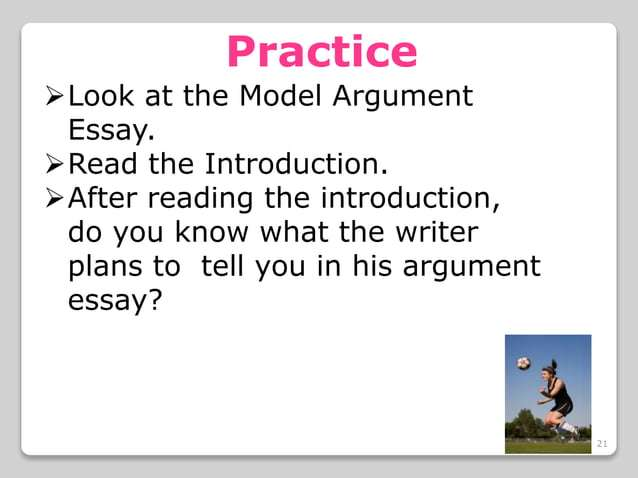 Practice
➢Look at the Model Argument
Essay.
➢Read the Introduction.
➢After reading the introduction,
do you know what the writer
plans to  tell you in his argument
essay?
21